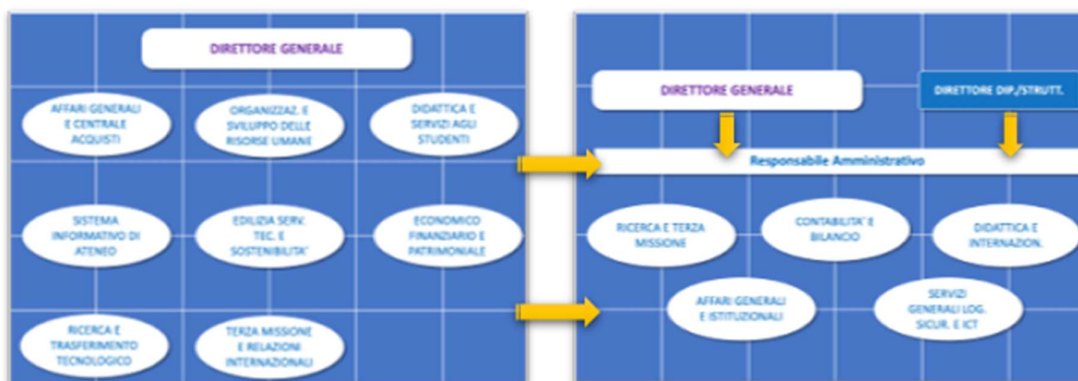 DIRETTORE GENERALE
AFFARI GENERALI
E CENTRALE
ACQUISTI
ORGANIZZAZ. E
SVILUPPO DELLE
RISORSE UMANE
DIDATTICA E
SERVIZI AGLI
STUDENTI
SISTEMA
INFORMATIVO DI
ATENEO
EDILIZIA SERV.
TEC. E
SOSTENIBILITA'
ECONOMICO
FINANZIARIO E
PATRIMONIALE
RICERCA E
TRASFERIMENTO
TECNOLOGICO
TERZA MISSIONE
E RELAZIONI
INTERNAZIONALI
DIRETTORE GENERALE
DIRETTORE DIP./STRUTT.
Responsabile Amministrativo
RICERCA E TERZA
MISSIONE
CONTABILITA' E
BILANCIO
DIDATTICA E
INTERNAZION.
AFFARI GENERALI
E ISTITUZIONALI
SERVIZI
GENERALI LOG.
SICUR. E ICT